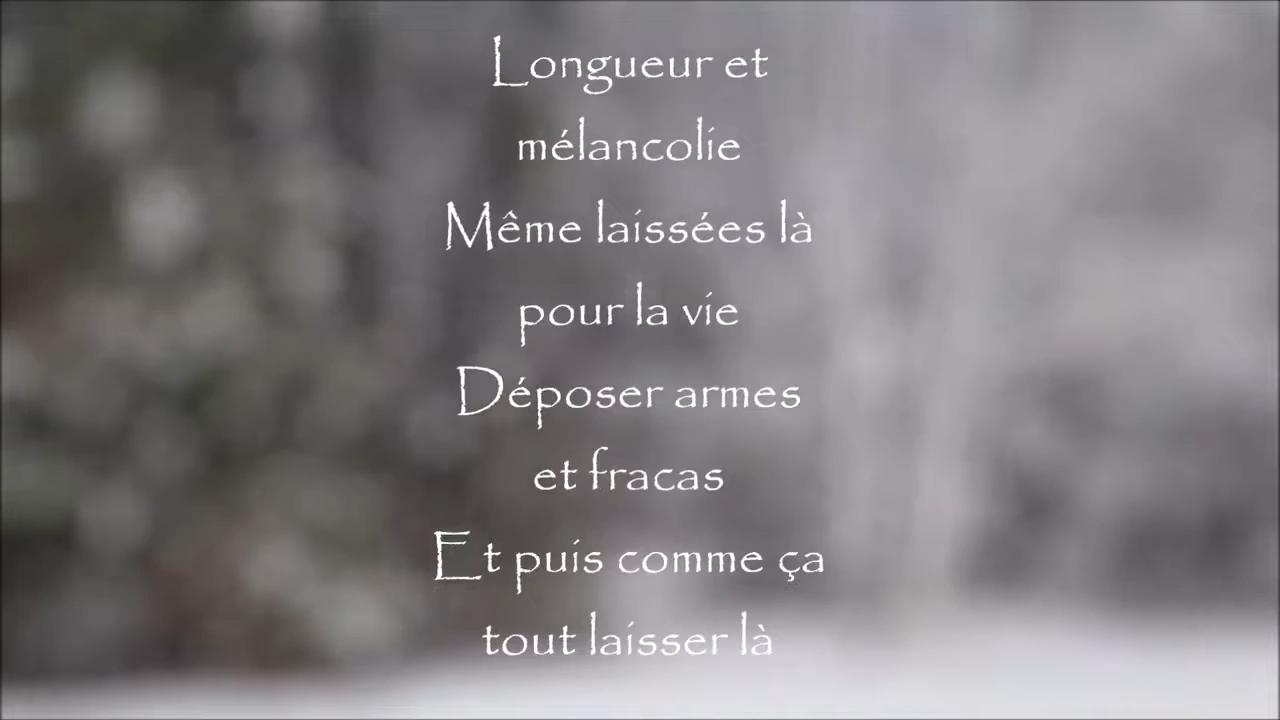 Longueur et
mélancolie
Même laissées là
pour la vie
Déposer armes
et fracas
Et puis comme ça
tout laisser là